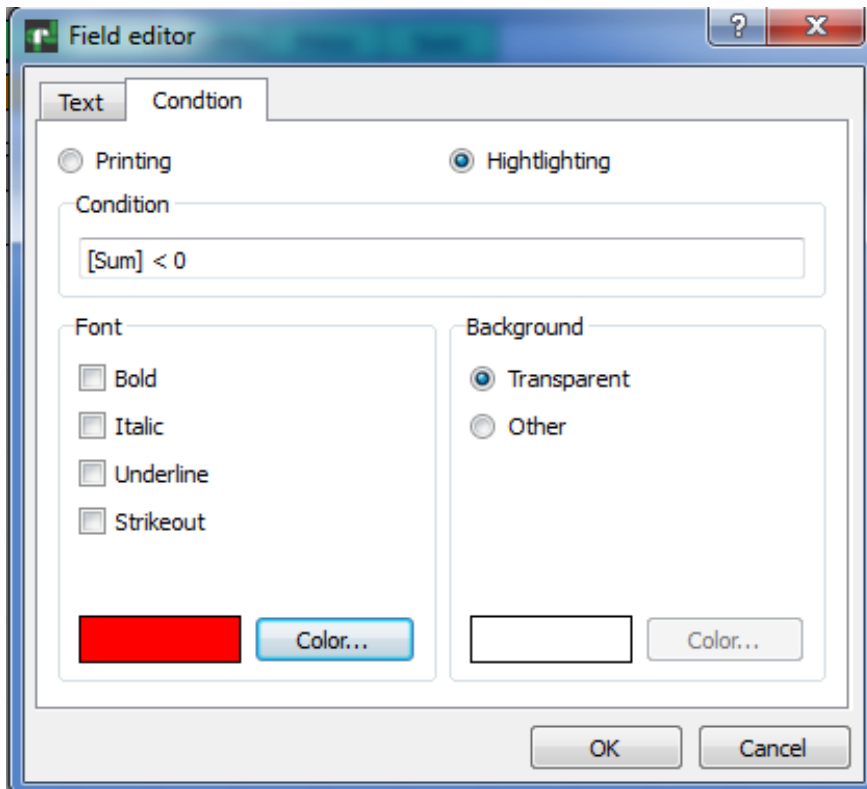 Field editor
?
X
Text Condtion
Printing Hightlighting
Condition
[Sum] < 0
Font Background
Bold Transparent
Italic Other
Underline
Strikeout
Color... Color...
OK Cancel